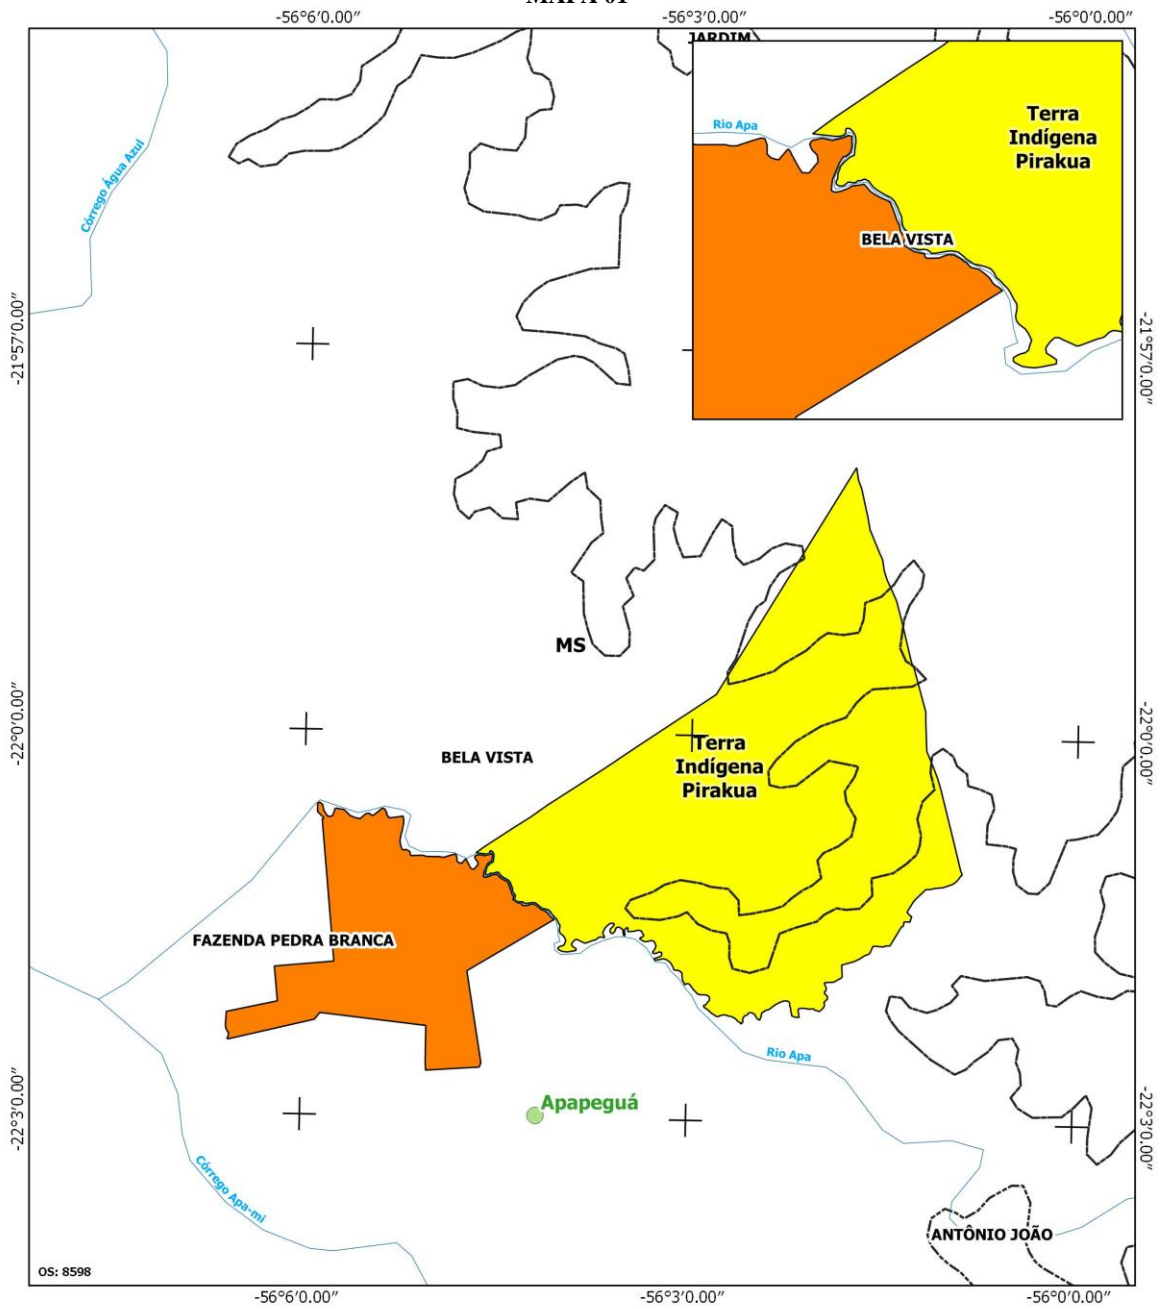 MAPA 01
-56°6′0.00″
-56°3′0.00″
-56°0′0.00″
JARDIM
Terra
Indígena
Pirakua
Rio Apa
BELA VISTA
Córrego Água Azul
-21°57′0.00″
-21°57′0.00″
MS
-22°0′0.00″
-22°0′0.00″
BELA VISTA
Terra
Indígena
Pirakua
FAZENDA PEDRA BRANCA
Rio Apa
Apapeguá
-22°3′0.00″
-22°3′0.00″
Córrego Apa-mi
ANTÔNIO JOÃO
OS: 8598
-56°6′0.00″
-56°3′0.00″
-56°0′0.00″